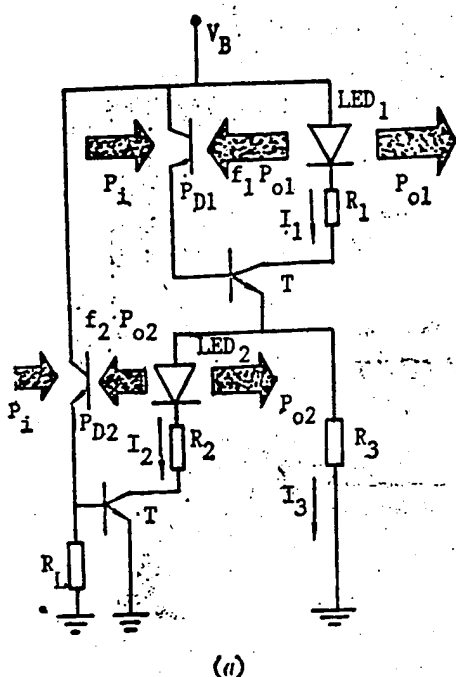 V_B
LED_1
P_i
P_D1
f_1 P_o1
P_o1
I_1
R_1
T
f_2 P_o2
LED_2
P_i
P_D2
P_o2
I_2
R_2
R_3
T
I_3
R_L
(a)